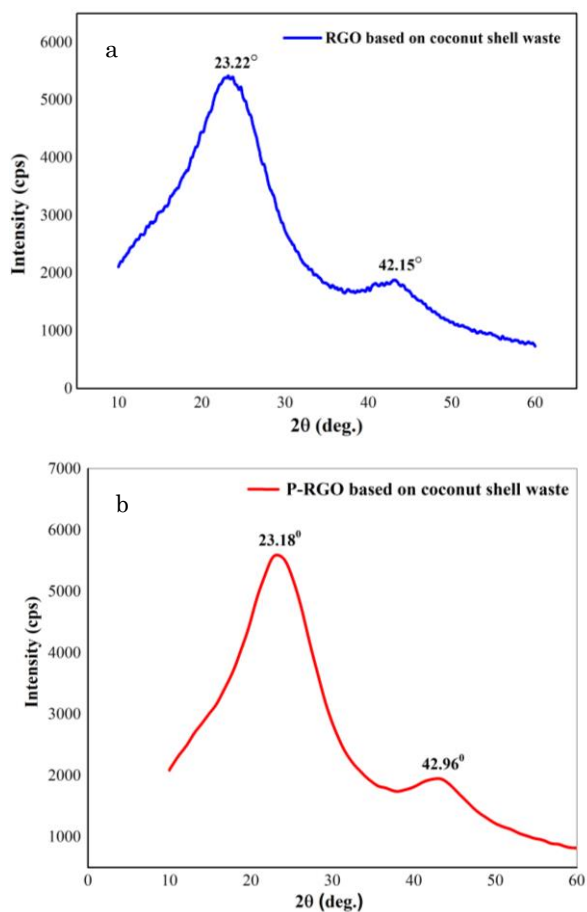 a
RGO based on coconut shell waste
23.22°
42.15°
6000
5000
4000
3000
2000
1000
0
Intensity (cps)
10 20 30 40 50 60
2θ (deg.)
b
P-RGO based on coconut shell waste
23.18⁰
42.96⁰
7000
6000
5000
4000
3000
2000
1000
Intensity (cps)
0 10 20 30 40 50 60
2θ (deg.)